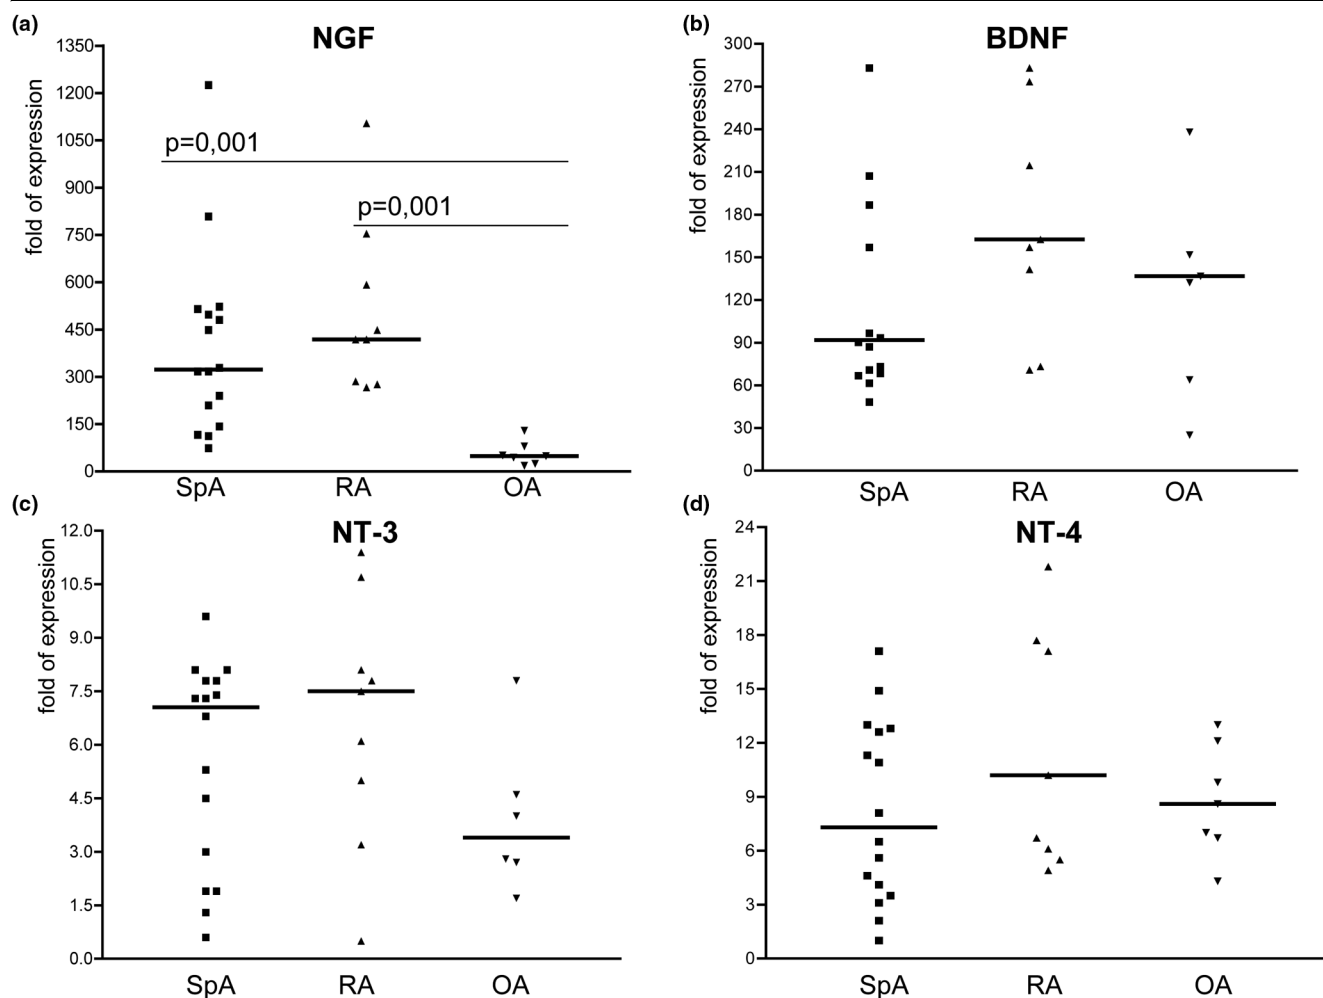 (a)
NGF
fold of expression
1350
1200
1050
900
750
600
450
300
150
0
p=0,001
p=0,001
SpA RA OA
(b)
BDNF
fold of expression
300
270
240
210
180
150
120
90
60
30
0
SpA RA OA
(c)
NT-3
fold of expression
12.0
10.5
9.0
7.5
6.0
4.5
3.0
1.5
0.0
SpA RA OA
(d)
NT-4
fold of expression
24
21
18
15
12
9
6
3
0
SpA RA OA